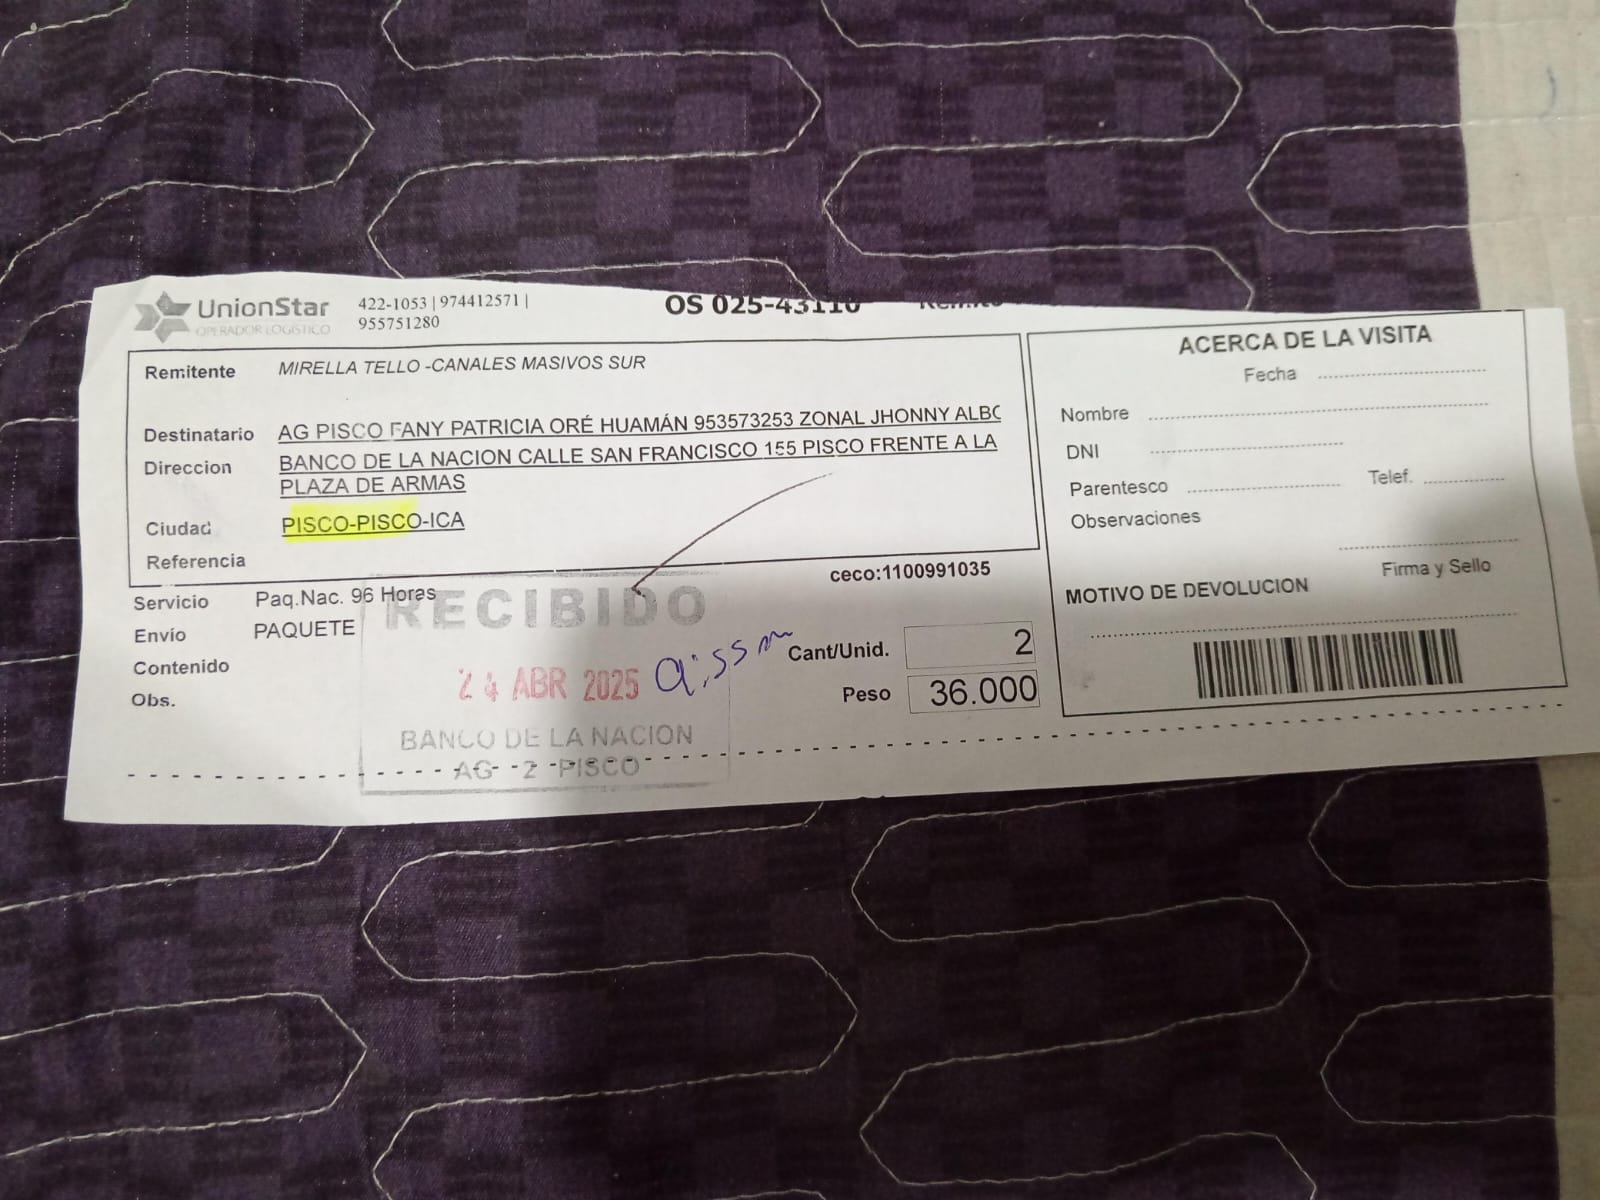 UnionStar
OPERADOR LOGÍSTICO
422-1053 | 974412571 |
955751280
OS 025-43110
Remitente MIRELLA TELLO -CANALES MASIVOS SUR
Destinatario AG PISCO FANY PATRICIA ORÉ HUAMÁN 953573253 ZONAL JHONNY ALBO
Direccion BANCO DE LA NACION CALLE SAN FRANCISCO 155 PISCO FRENTE A LA
PLAZA DE ARMAS
Ciudad PISCO-PISCO-ICA
Referencia
ceco:1100991035
Servicio Paq.Nac. 96 Horas
Envío PAQUETE
Contenido
Obs.
Cant/Unid. 2
Peso 36.000
RECIBIDO
24 ABR 2025
BANCO DE LA NACION
AG - 2 - PISCO
ACERCA DE LA VISITA
Fecha
Nombre
DNI
Parentesco Telef.
Observaciones
Firma y Sello
MOTIVO DE DEVOLUCION